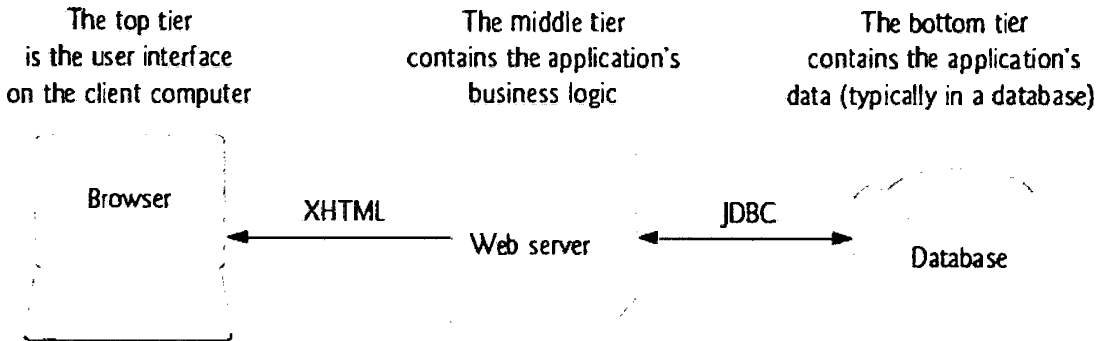 The top tier
is the user interface
on the client computer
The middle tier
contains the application's
business logic
The bottom tier
contains the application's
data (typically in a database)
Browser
XHTML
Web server
JDBC
Database